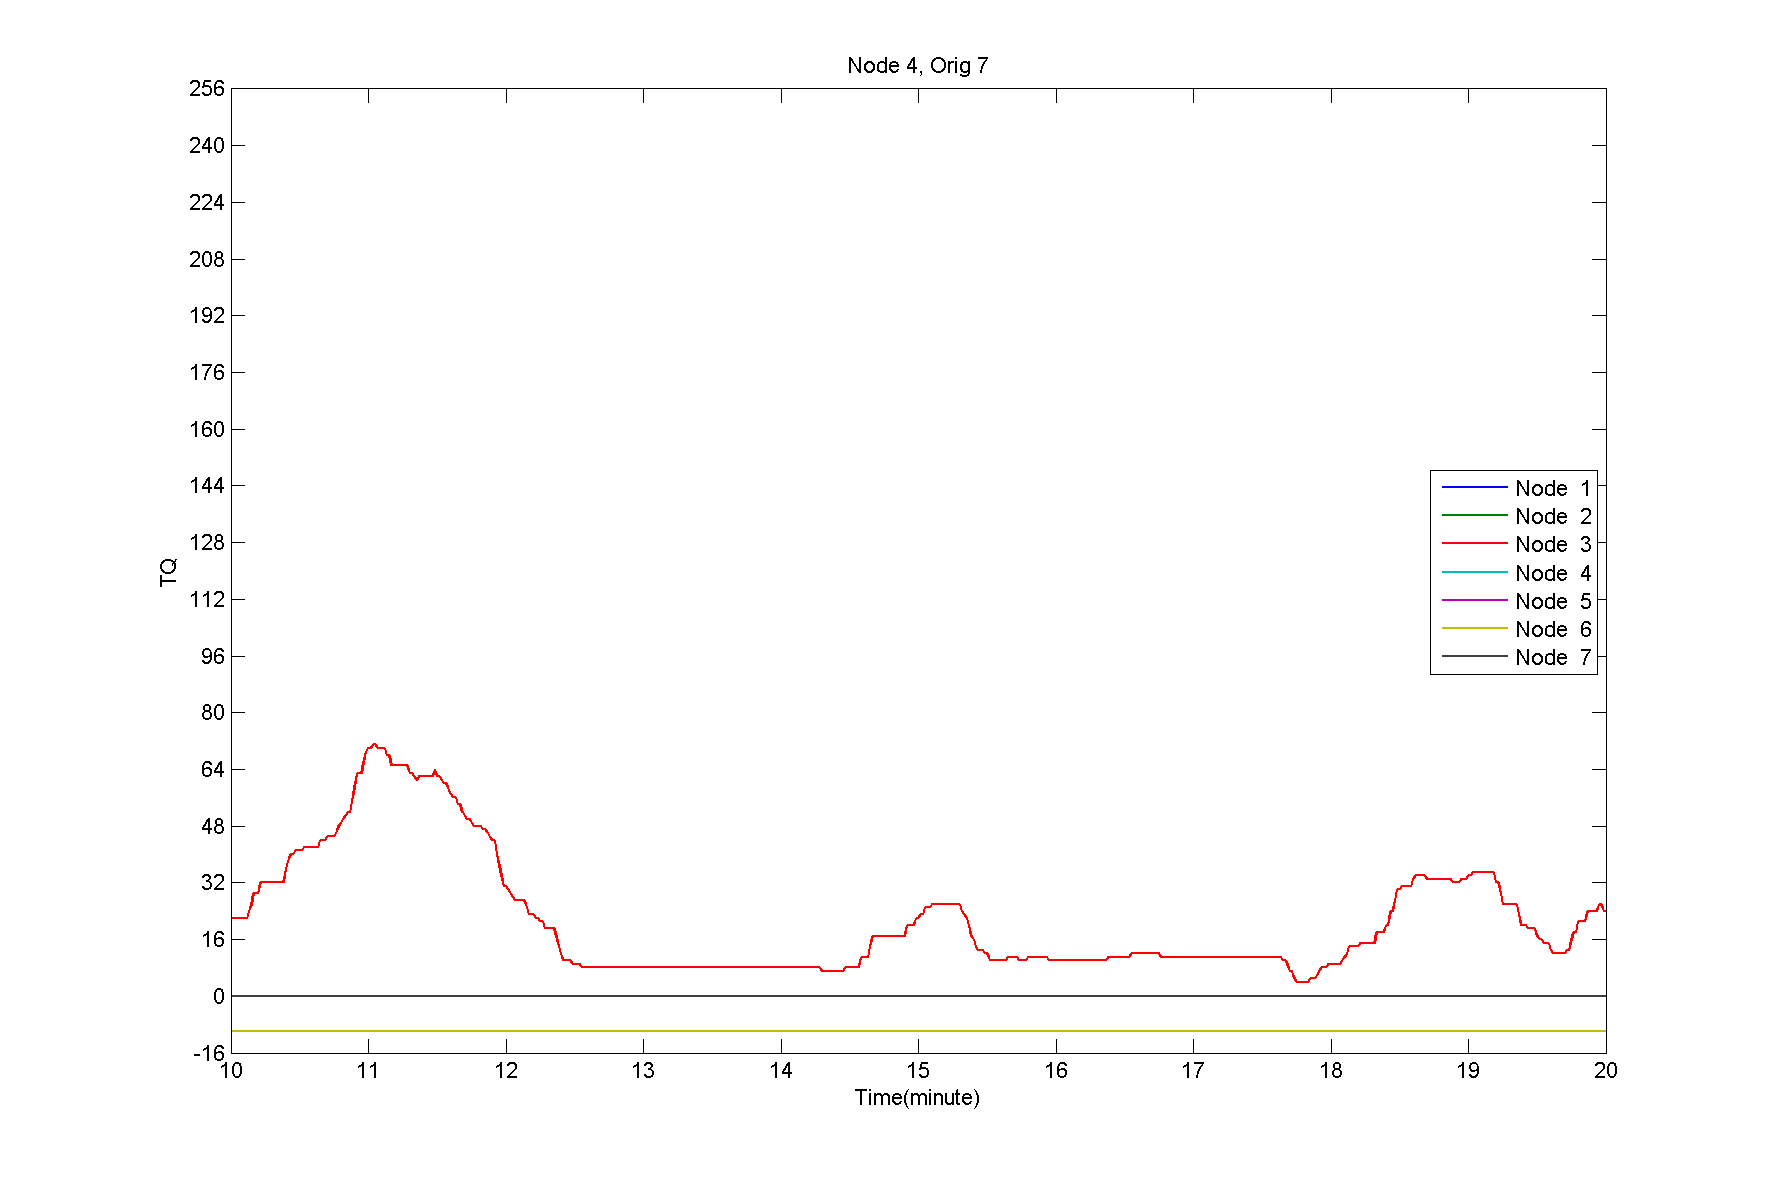 Node 4, Orig 7
256
240
224
208
192
176
160
144
128
112
96
80
64
48
32
16
0
-16
TQ
Node 1
Node 2
Node 3
Node 4
Node 5
Node 6
Node 7
10 11 12 13 14 15 16 17 18 19 20
Time(minute)